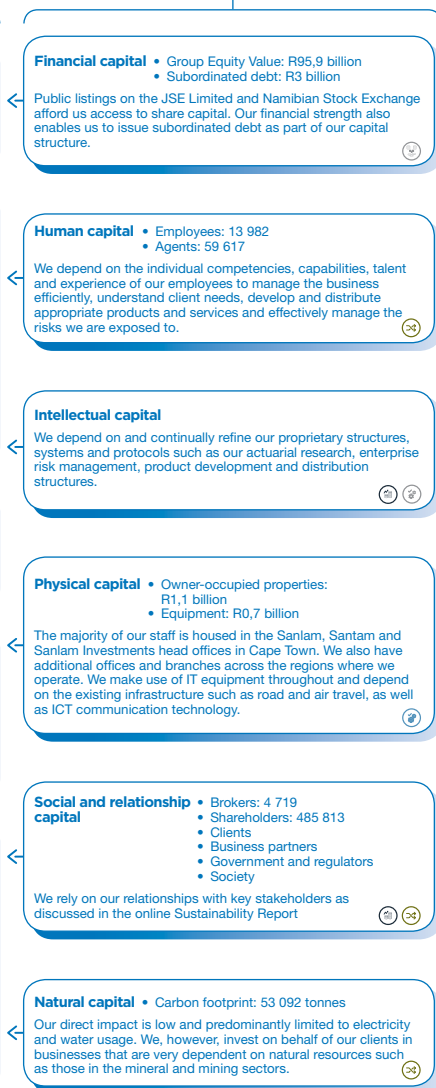 Financial capital • Group Equity Value: R95,9 billion
• Subordinated debt: R3 billion
Public listings on the JSE Limited and Namibian Stock Exchange
afford us access to share capital. Our financial strength also
enables us to issue subordinated debt as part of our capital
structure.
Human capital • Employees: 13 982
• Agents: 59 617
We depend on the individual competencies, capabilities, talent
and experience of our employees to manage the business
efficiently, understand client needs, develop and distribute
appropriate products and services and effectively manage the
risks we are exposed to.
Intellectual capital
We depend on and continually refine our proprietary structures,
systems and protocols such as our actuarial research, enterprise
risk management, product development and distribution
structures.
Physical capital • Owner-occupied properties:
R1,1 billion
• Equipment: R0,7 billion
The majority of our staff is housed in the Sanlam, Santam and
Sanlam Investments head offices in Cape Town. We also have
additional offices and branches across the regions where we
operate. We make use of IT equipment throughout and depend
on the existing infrastructure such as road and air travel, as well
as ICT communication technology.
Social and relationship • Brokers: 4 719
capital • Shareholders: 485 813
• Clients
• Business partners
• Government and regulators
• Society
We rely on our relationships with key stakeholders as
discussed in the online Sustainability Report
Natural capital • Carbon footprint: 53 092 tonnes
Our direct impact is low and predominantly limited to electricity
and water usage. We, however, invest on behalf of our clients in
businesses that are very dependent on natural resources such
as those in the mineral and mining sectors.